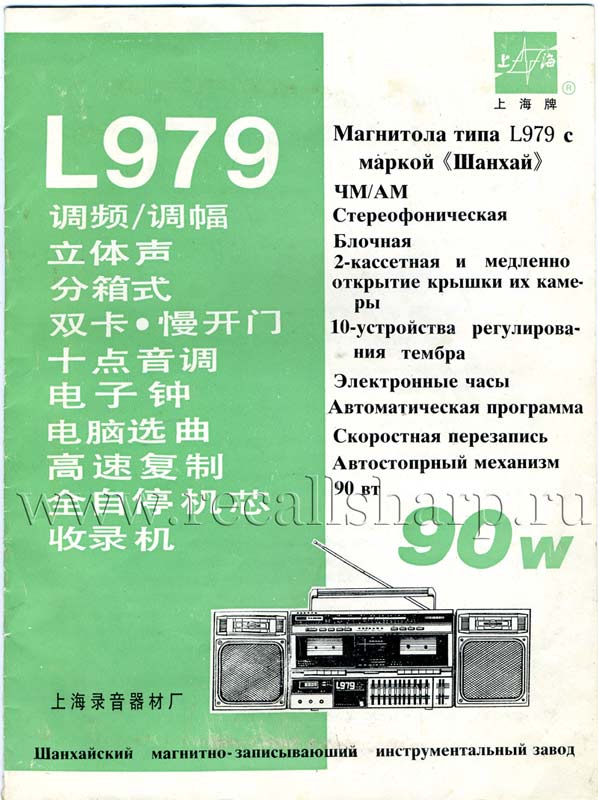 上海
®
上海牌
L979
调频/调幅
立体声
分箱式
双卡•慢开门
十点音调
电子钟
电脑选曲
高速复制
全自停机芯
收录机
Магнитола типа L979 с
маркой《Шанхай》
ЧМ/АМ
Стереофоническая
Блочная
2-кассетная и медленно
открытие крышки их каме-
ры
10-устройства регулирова-
ния тембра
Электронные часы
Автоматическая программа
Скоростная перезапись
Автостопрный механизм
90 вт
www.recallsharp.ru
90w
L979
上海录音器材厂
Шанхайский магнитно-записываюший инструментальный завод